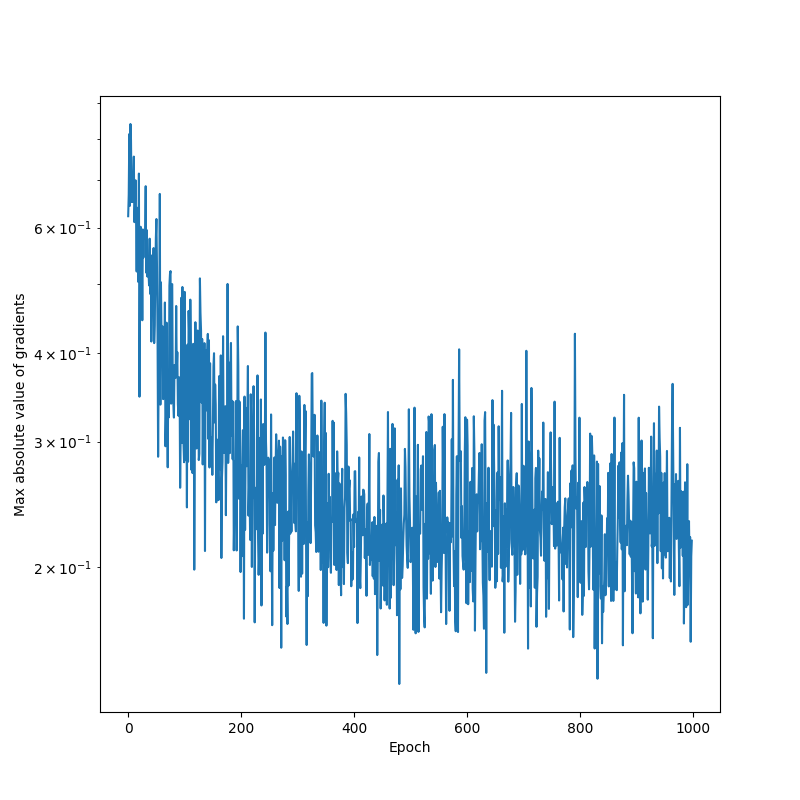 Max absolute value of gradients
6 × 10⁻¹
4 × 10⁻¹
3 × 10⁻¹
2 × 10⁻¹
0 200 400 600 800 1000
Epoch